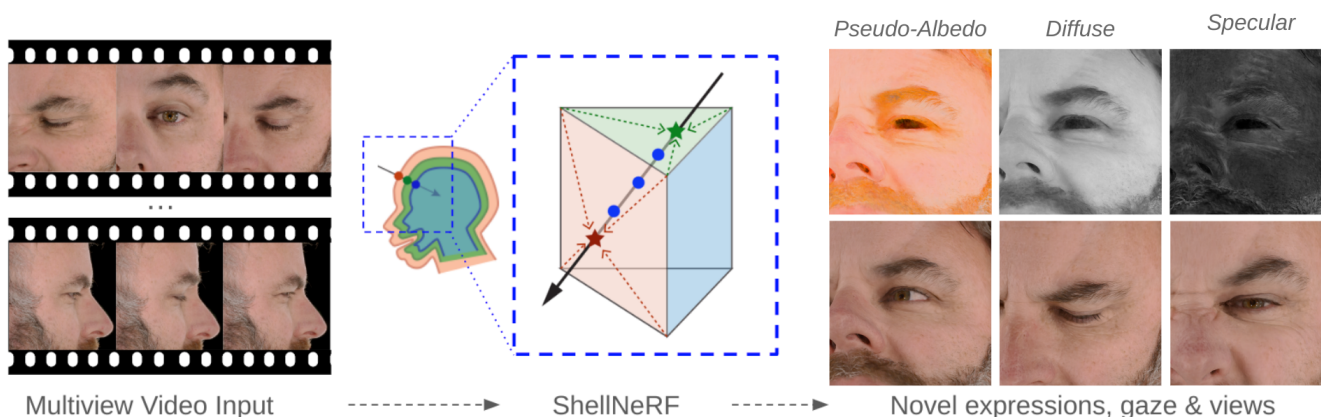 Pseudo-Albedo Diffuse Specular
...
Multiview Video Input ShellNeRF Novel expressions, gaze & views